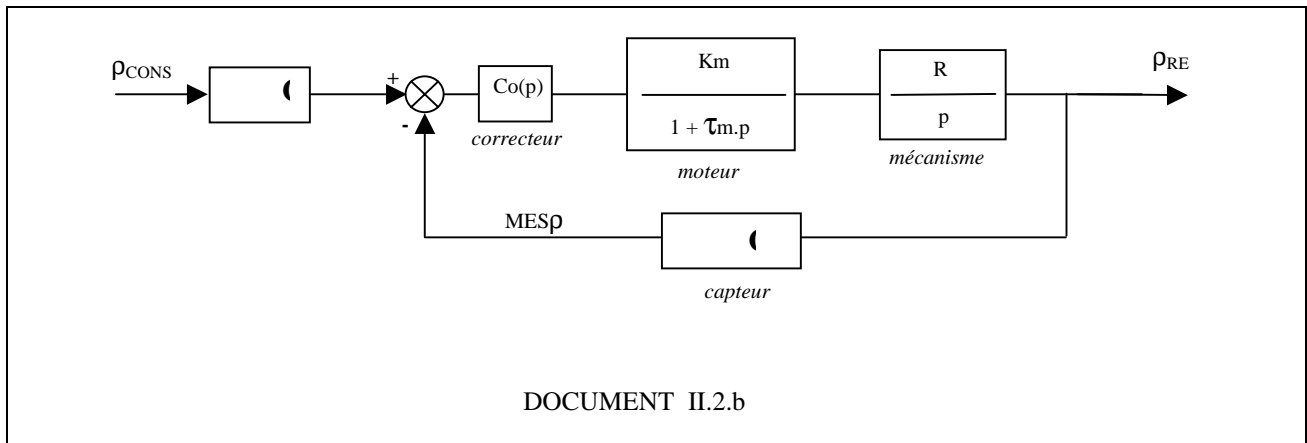 ρCONS
+
-
Co(p)
correcteur
Km
1 + τm.p
moteur
R
p
mécanisme
ρRE
MESρ
capteur
DOCUMENT II.2.b